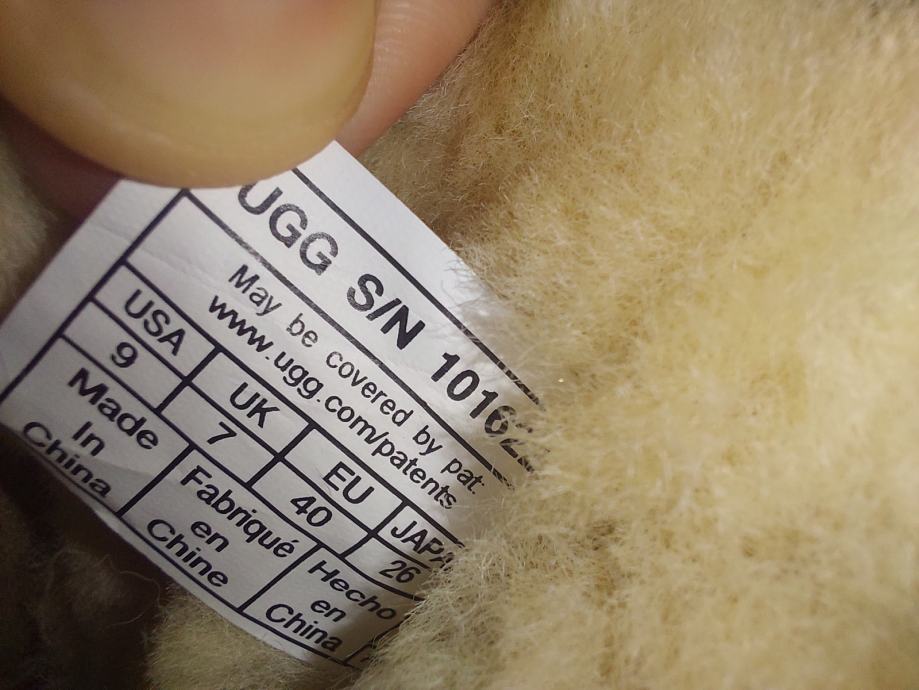 UGG S/N
May be covered by pat.
www.ugg.com/patents
USA UK EU
9 7 40 26
Made In China
Fabriqué en Chine
Hecho en China